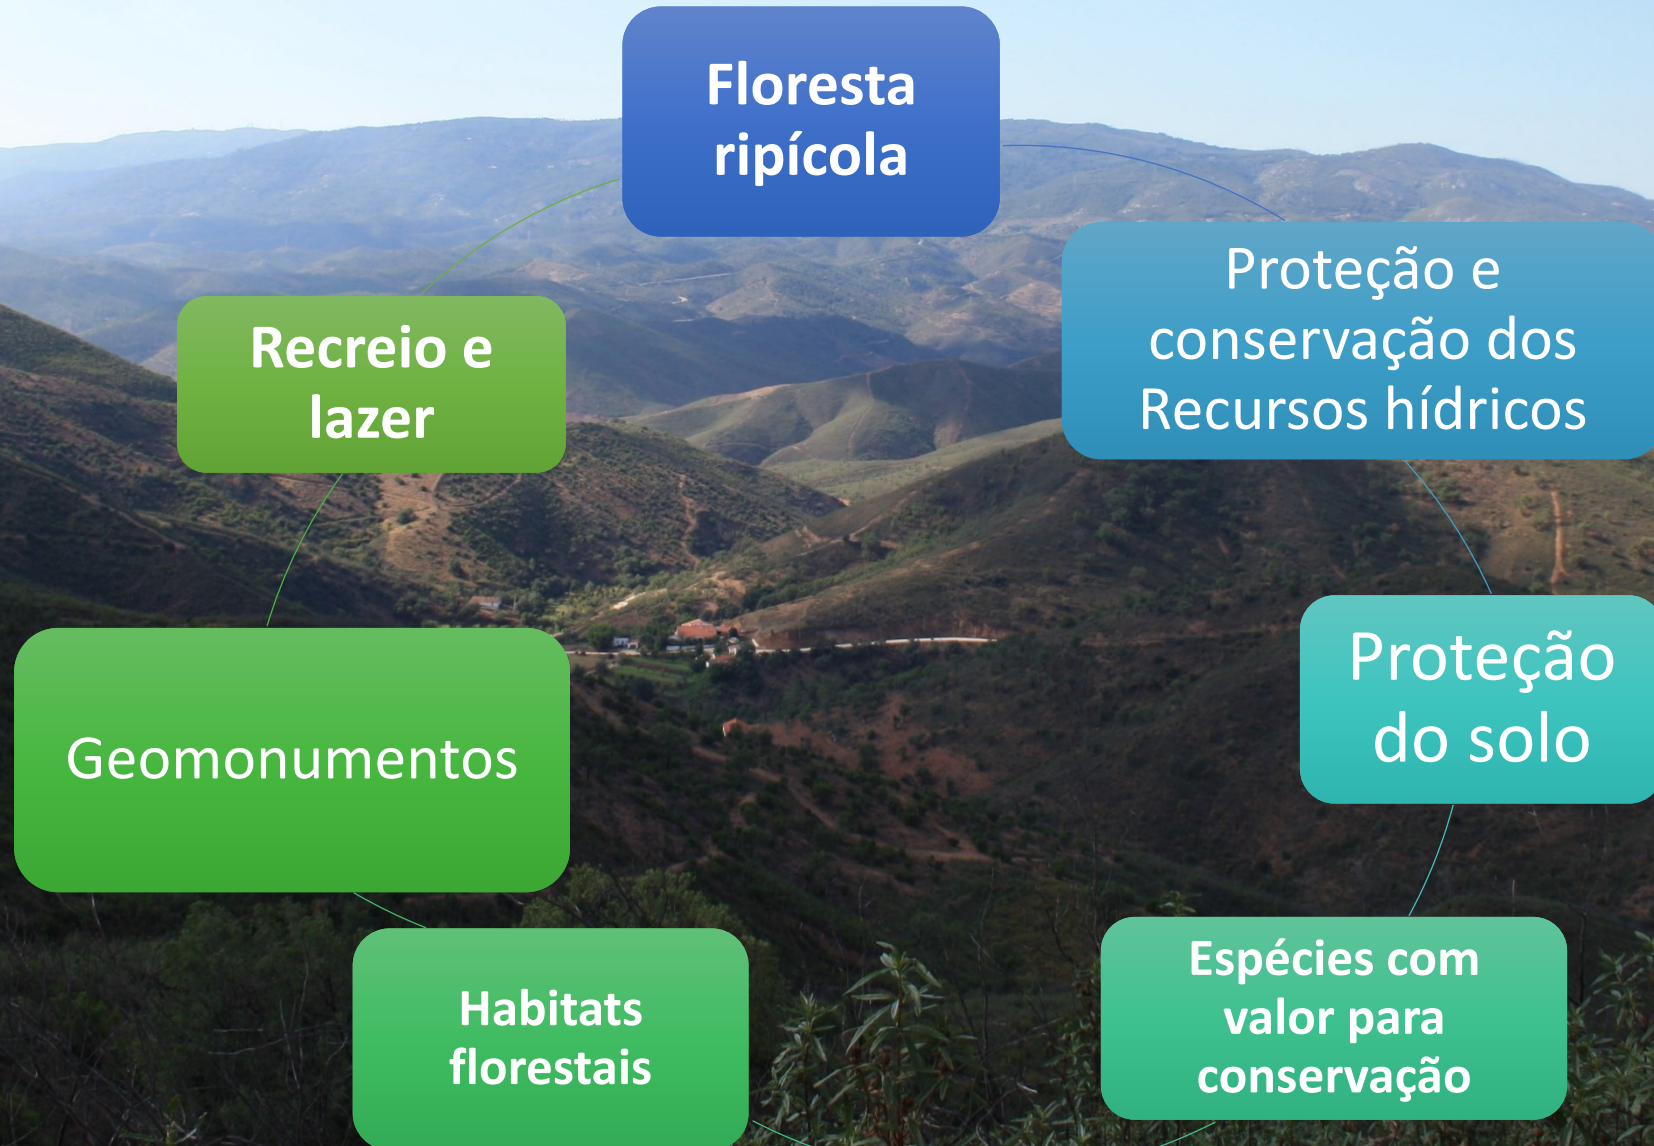 Floresta
ripícola
Proteção e
conservação dos
Recursos hídricos
Proteção
do solo
Espécies com
valor para
conservação
Habitats
florestais
Geomonumentos
Recreio e
lazer